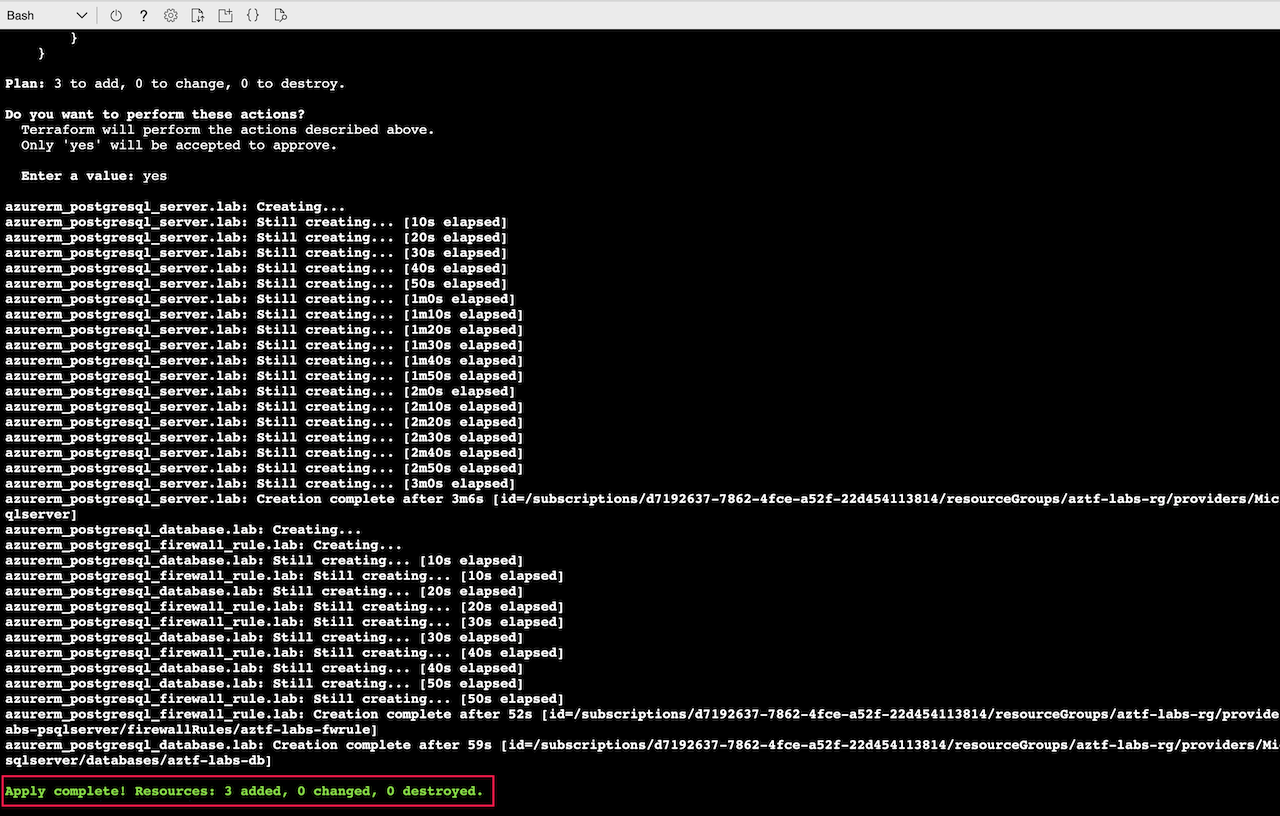 Bash
?
{}
}
}
Plan: 3 to add, 0 to change, 0 to destroy.
Do you want to perform these actions?
Terraform will perform the actions described above.
Only 'yes' will be accepted to approve.
Enter a value: yes
azurerm_postgresql_server.lab: Creating...
azurerm_postgresql_server.lab: Still creating... [10s elapsed]
azurerm_postgresql_server.lab: Still creating... [20s elapsed]
azurerm_postgresql_server.lab: Still creating... [30s elapsed]
azurerm_postgresql_server.lab: Still creating... [40s elapsed]
azurerm_postgresql_server.lab: Still creating... [50s elapsed]
azurerm_postgresql_server.lab: Still creating... [1m0s elapsed]
azurerm_postgresql_server.lab: Still creating... [1m10s elapsed]
azurerm_postgresql_server.lab: Still creating... [1m20s elapsed]
azurerm_postgresql_server.lab: Still creating... [1m30s elapsed]
azurerm_postgresql_server.lab: Still creating... [1m40s elapsed]
azurerm_postgresql_server.lab: Still creating... [1m50s elapsed]
azurerm_postgresql_server.lab: Still creating... [2m0s elapsed]
azurerm_postgresql_server.lab: Still creating... [2m10s elapsed]
azurerm_postgresql_server.lab: Still creating... [2m20s elapsed]
azurerm_postgresql_server.lab: Still creating... [2m30s elapsed]
azurerm_postgresql_server.lab: Still creating... [2m40s elapsed]
azurerm_postgresql_server.lab: Still creating... [2m50s elapsed]
azurerm_postgresql_server.lab: Still creating... [3m0s elapsed]
azurerm_postgresql_server.lab: Creation complete after 3m6s [id=/subscriptions/d7192637-7862-4fce-a52f-22d454113814/resourceGroups/aztf-labs-rg/providers/Mic
qlserver]
azurerm_postgresql_database.lab: Creating...
azurerm_postgresql_firewall_rule.lab: Creating...
azurerm_postgresql_database.lab: Still creating... [10s elapsed]
azurerm_postgresql_firewall_rule.lab: Still creating... [10s elapsed]
azurerm_postgresql_database.lab: Still creating... [20s elapsed]
azurerm_postgresql_firewall_rule.lab: Still creating... [20s elapsed]
azurerm_postgresql_firewall_rule.lab: Still creating... [30s elapsed]
azurerm_postgresql_database.lab: Still creating... [30s elapsed]
azurerm_postgresql_firewall_rule.lab: Still creating... [40s elapsed]
azurerm_postgresql_database.lab: Still creating... [40s elapsed]
azurerm_postgresql_database.lab: Still creating... [50s elapsed]
azurerm_postgresql_firewall_rule.lab: Still creating... [50s elapsed]
azurerm_postgresql_firewall_rule.lab: Creation complete after 52s [id=/subscriptions/d7192637-7862-4fce-a52f-22d454113814/resourceGroups/aztf-labs-rg/provide
abs-psqlserver/firewallRules/aztf-labs-fwrule]
azurerm_postgresql_database.lab: Creation complete after 59s [id=/subscriptions/d7192637-7862-4fce-a52f-22d454113814/resourceGroups/aztf-labs-rg/providers/Mi
sqlserver/databases/aztf-labs-db]
Apply complete! Resources: 3 added, 0 changed, 0 destroyed.